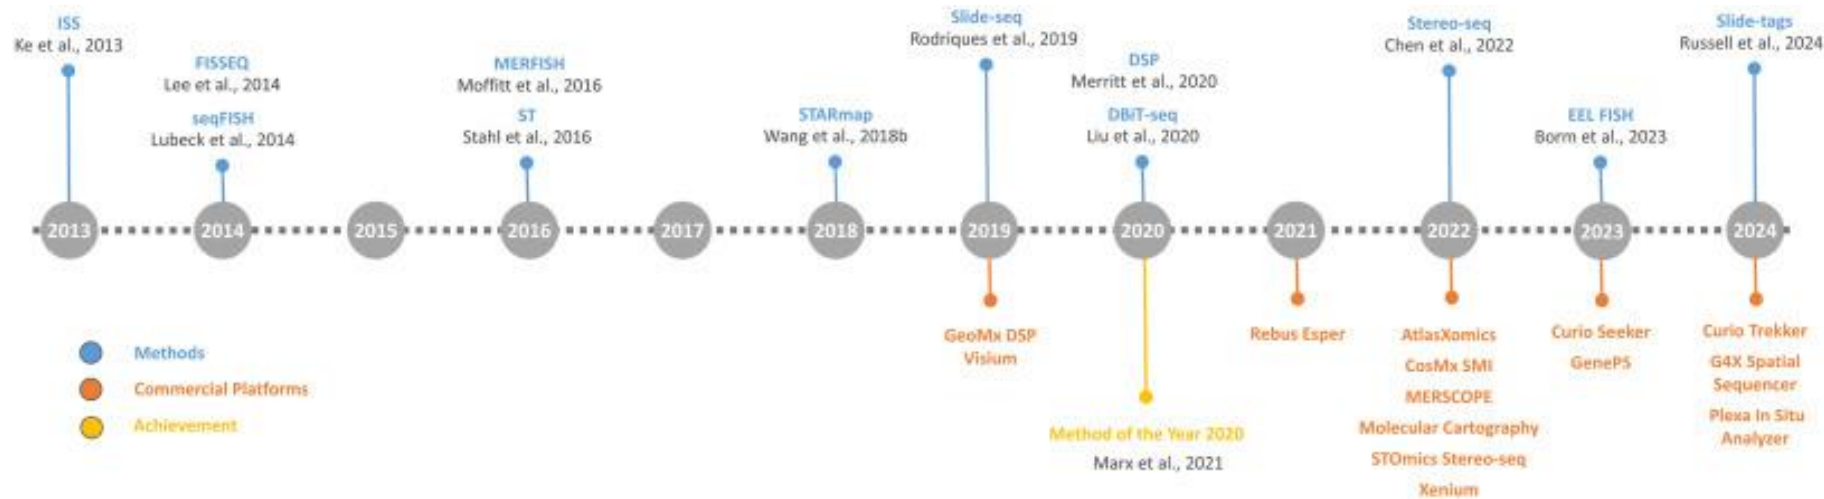 ISS
Ke et al., 2013
FISSEQ
Lee et al., 2014
seqFISH
Lubeck et al., 2014
MERFISH
Moffitt et al., 2016
ST
Stahl et al., 2016
STARmap
Wang et al., 2018b
Slide-seq
Rodriques et al., 2019
DSP
Merritt et al., 2020
DBiT-seq
Liu et al., 2020
Stereo-seq
Chen et al., 2022
EEL FISH
Borm et al., 2023
Slide-tags
Russell et al., 2024
2013
2014
2015
2016
2017
2018
2019
2020
2021
2022
2023
2024
Methods
Commercial Platforms
Achievement
GeoMx DSP
Visium
Method of the Year 2020
Marx et al., 2021
Rebus Esper
AtlasXomics
CosMx SMI
MERSCOPE
Molecular Cartography
STOmics Stereo-seq
Xenium
Curio Seeker
GenePS
Curio Trekker
G4X Spatial
Sequencer
Plexa In Situ
Analyzer